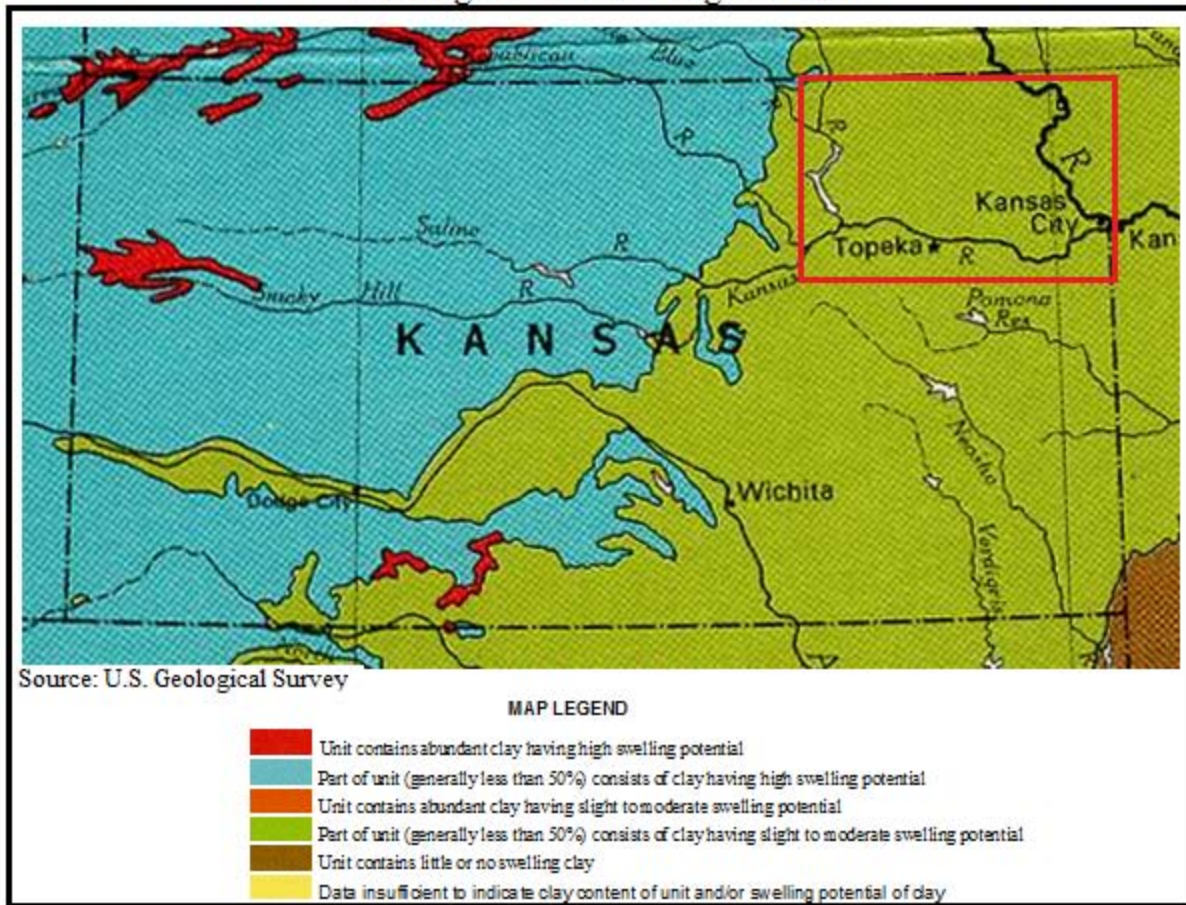 Republican
Blue
R
R
R
R
R
Kansas
City
Kan
Saline
R
Topeka
R
Smoky Hill R
Kansas
Pomona
Res
KANSAS
Neosho
Dodge City
Wichita
Verdigris
Source: U.S. Geological Survey
MAP LEGEND
Unit contains abundant clay having high swelling potential
Part of unit (generally less than 50%) consists of clay having high swelling potential
Unit contains abundant clay having slight to moderate swelling potential
Part of unit (generally less than 50%) consists of clay having slight to moderate swelling potential
Unit contains little or no swelling clay
Data insufficient to indicate clay content of unit and/or swelling potential of clay